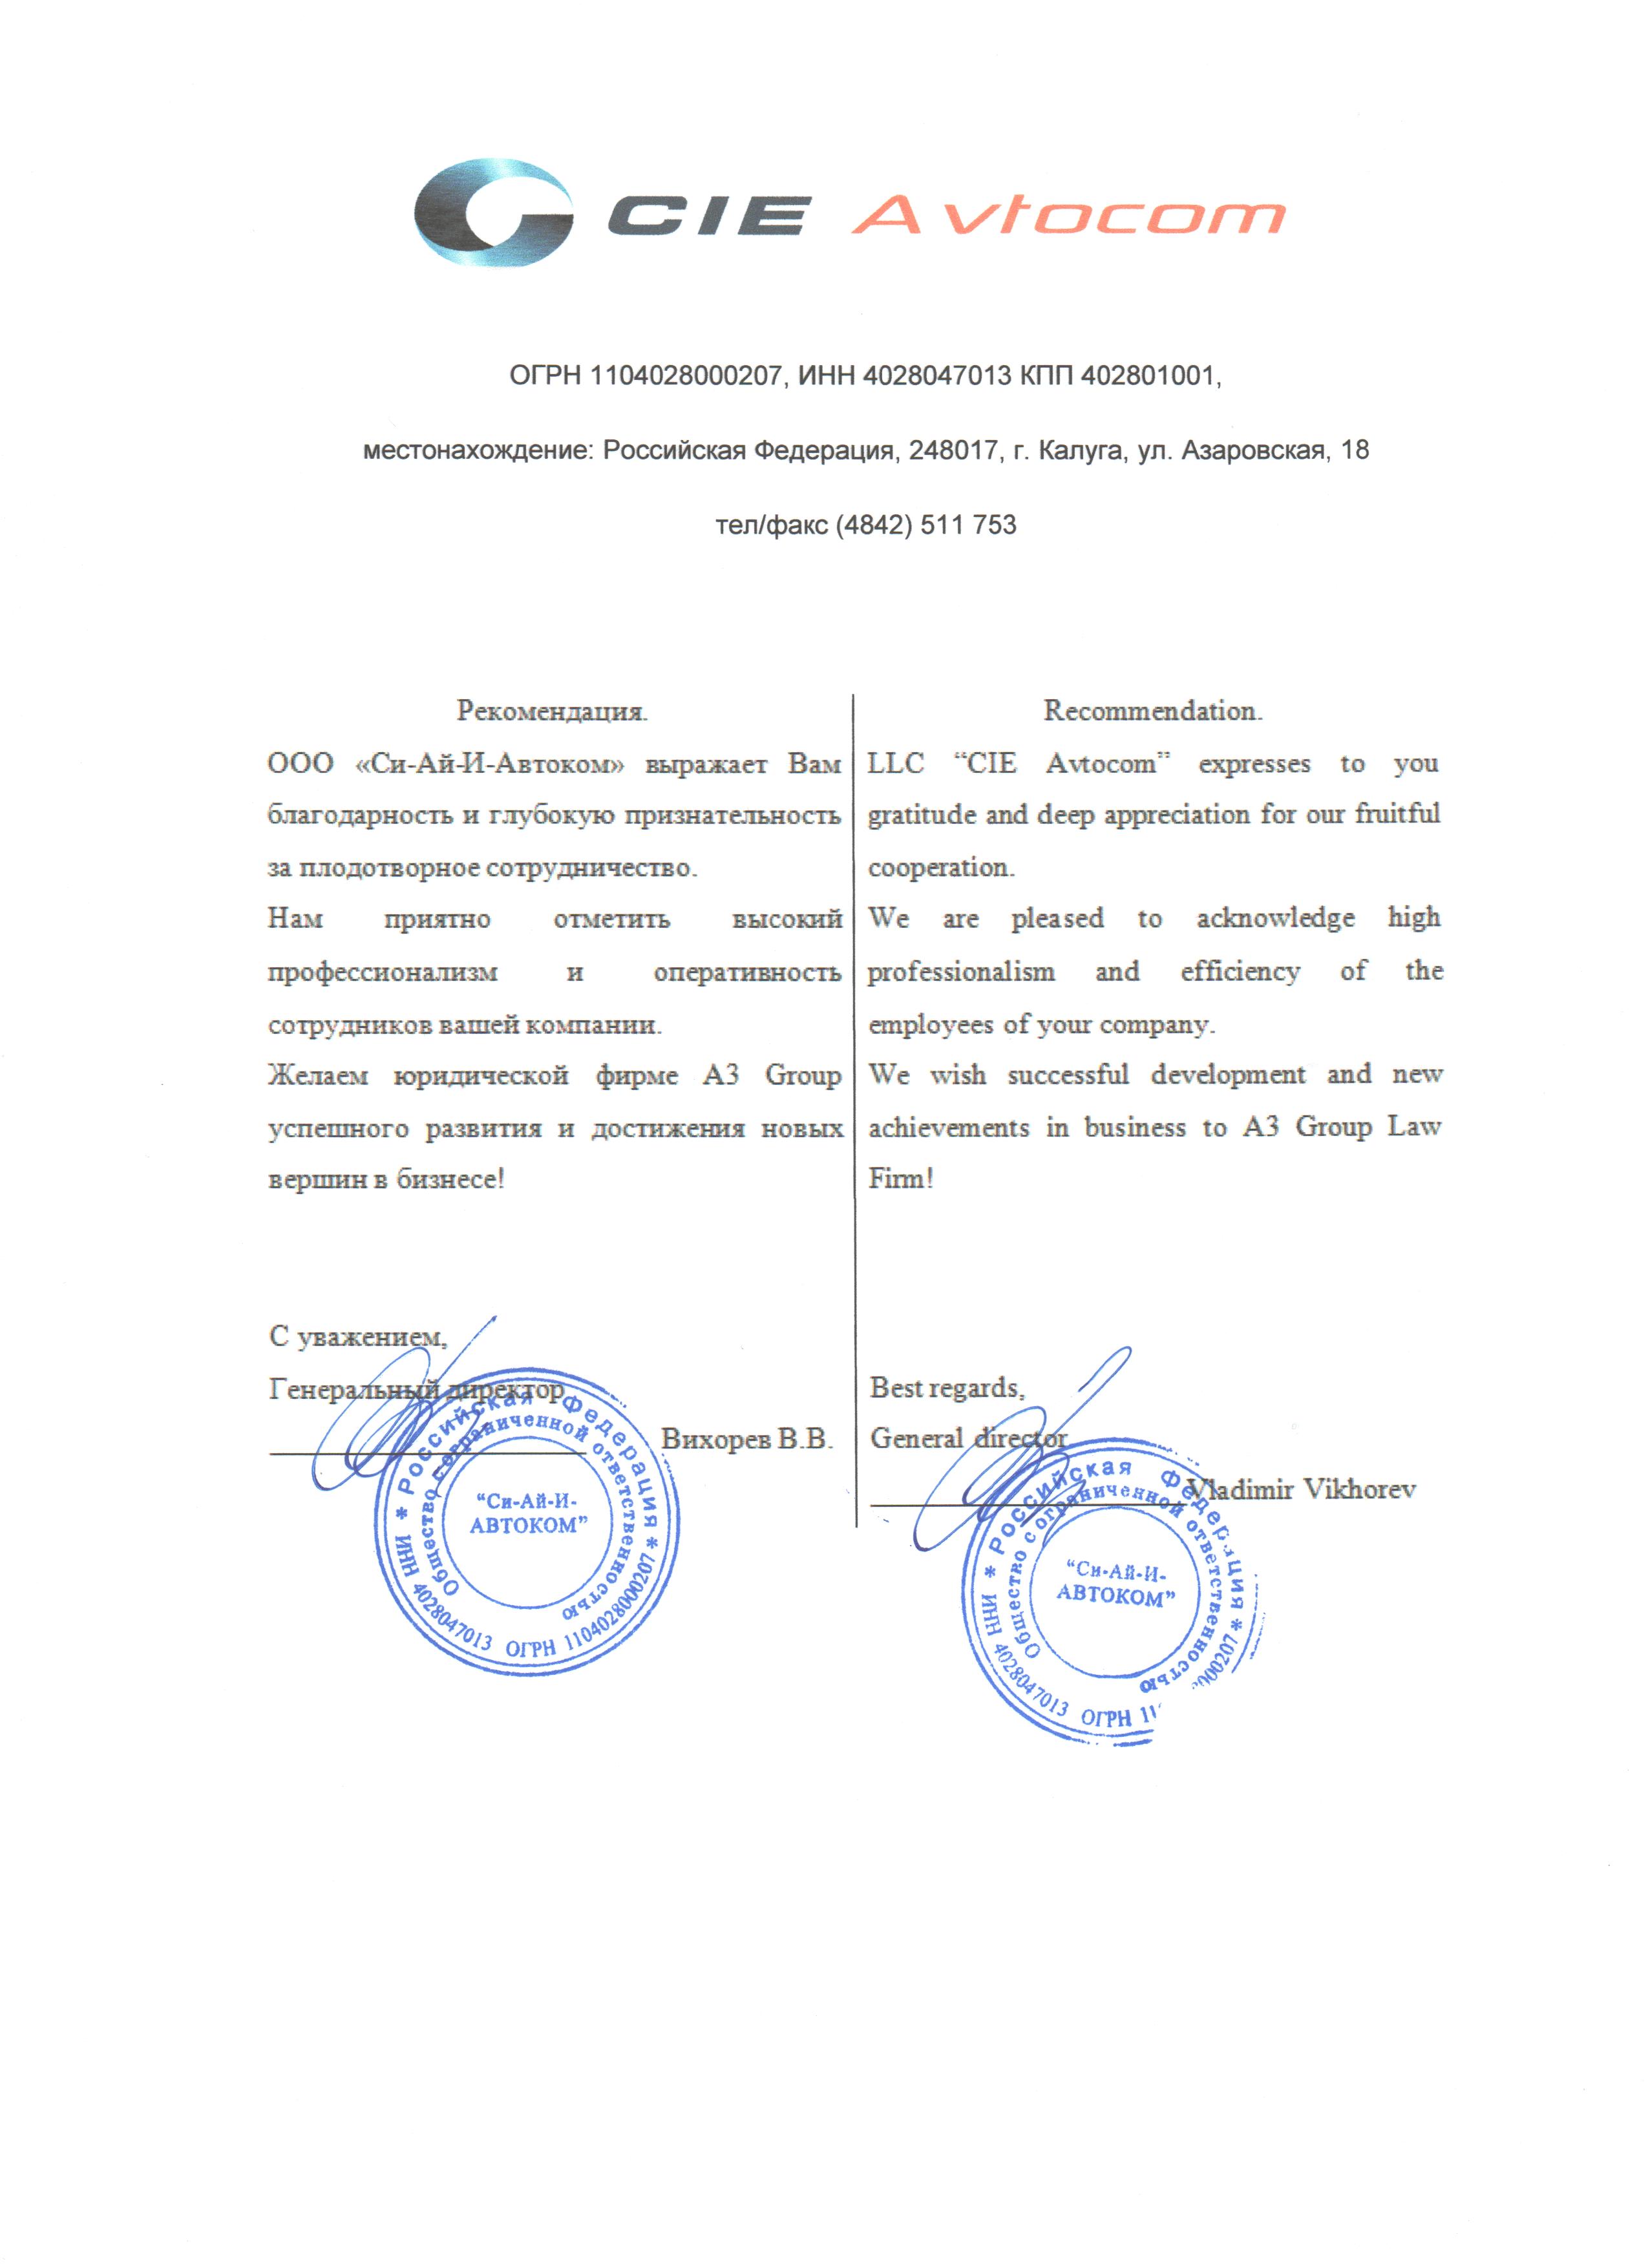 CIE Avtocom
ОГРН 1104028000207, ИНН 4028047013 КПП 402801001,
местонахождение: Российская Федерация, 248017, г. Калуга, ул. Азаровская, 18
тел/факс (4842) 511 753
Рекомендация.
ООО «Си-Ай-И-Автоком» выражает Вам
благодарность и глубокую признательность
за плодотворное сотрудничество.
Нам приятно отметить высокий
профессионализм и оперативность
сотрудников вашей компании.
Желаем юридической фирме A3 Group
успешного развития и достижения новых
вершин в бизнесе!
С уважением,
Генеральный директор
Вихорев В.В.
Российская Федерация
Общество с ограниченной ответственностью
"Си-Ай-И-
АВТОКОМ"
ИНН 4028047013 ОГРН 1104028000207
Recommendation.
LLC “CIE Avtocom” expresses to you
gratitude and deep appreciation for our fruitful
cooperation.
We are pleased to acknowledge high
professionalism and efficiency of the
employees of your company.
We wish successful development and new
achievements in business to A3 Group Law
Firm!
Best regards,
General director
Vladimir Vikhorev
Российская Федерация
Общество с ограниченной ответственностью
"Си-Ай-И-
АВТОКОМ"
ИНН 4028047013 ОГРН